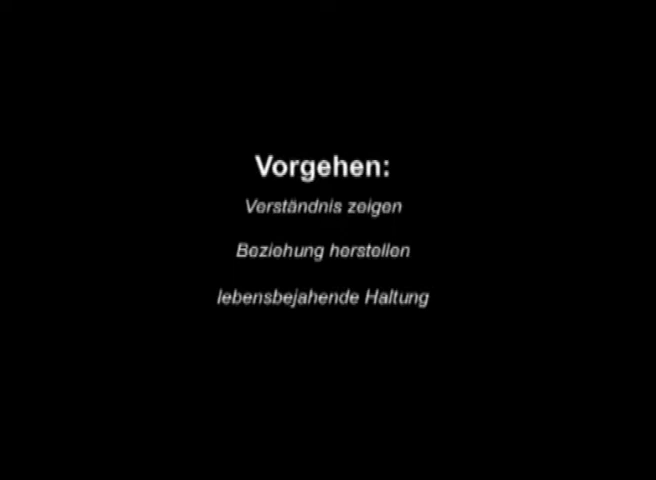 Vorgehen:
Verständnis zeigen
Beziehung herstellen
lebensbejahende Haltung